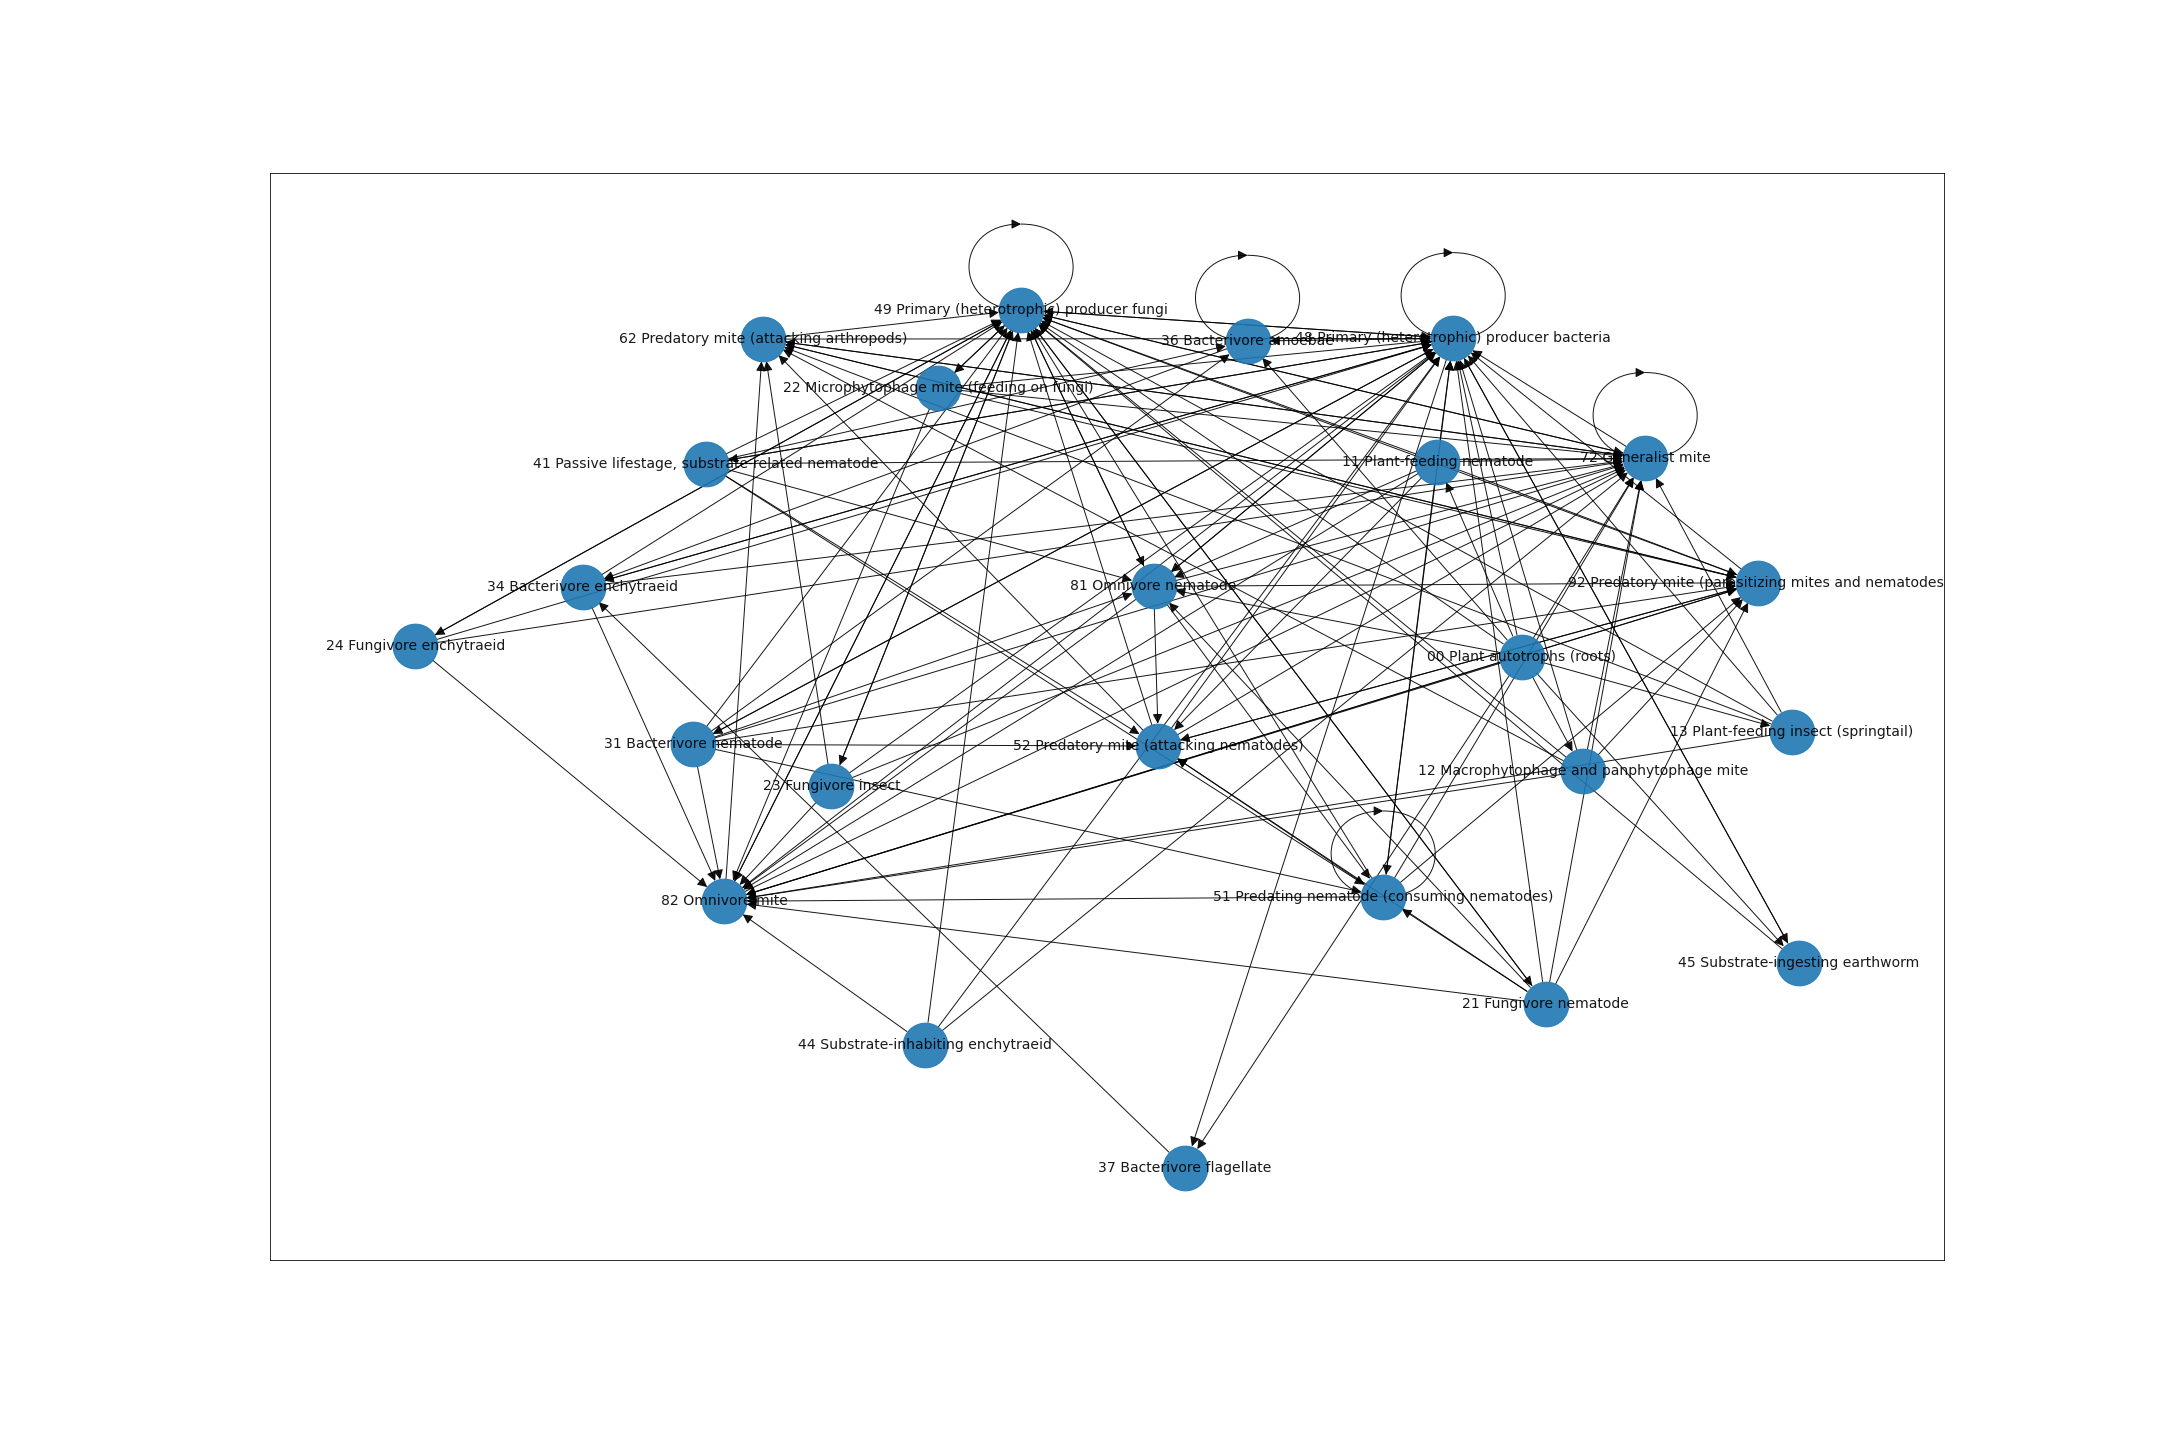 49 Primary (heterotrophic) producer fungi
62 Predatory mite (attacking arthropods)
36 Bacterivore amoebae
48 Primary (heterotrophic) producer bacteria
22 Microphytophage mite (feeding on fungi)
41 Passive lifestage, substrate-related nematode
11 Plant-feeding nematode
72 Generalist mite
34 Bacterivore enchytraeid
81 Omnivore nematode
92 Predatory mite (parasitizing mites and nematodes
24 Fungivore enchytraeid
00 Plant autotrophs (roots)
13 Plant-feeding insect (springtail)
31 Bacterivore nematode
52 Predatory mite (attacking nematodes)
12 Macrophytophage and panphytophage mite
23 Fungivore insect
82 Omnivore mite
51 Predating nematode (consuming nematodes)
45 Substrate-ingesting earthworm
21 Fungivore nematode
44 Substrate-inhabiting enchytraeid
37 Bacterivore flagellate